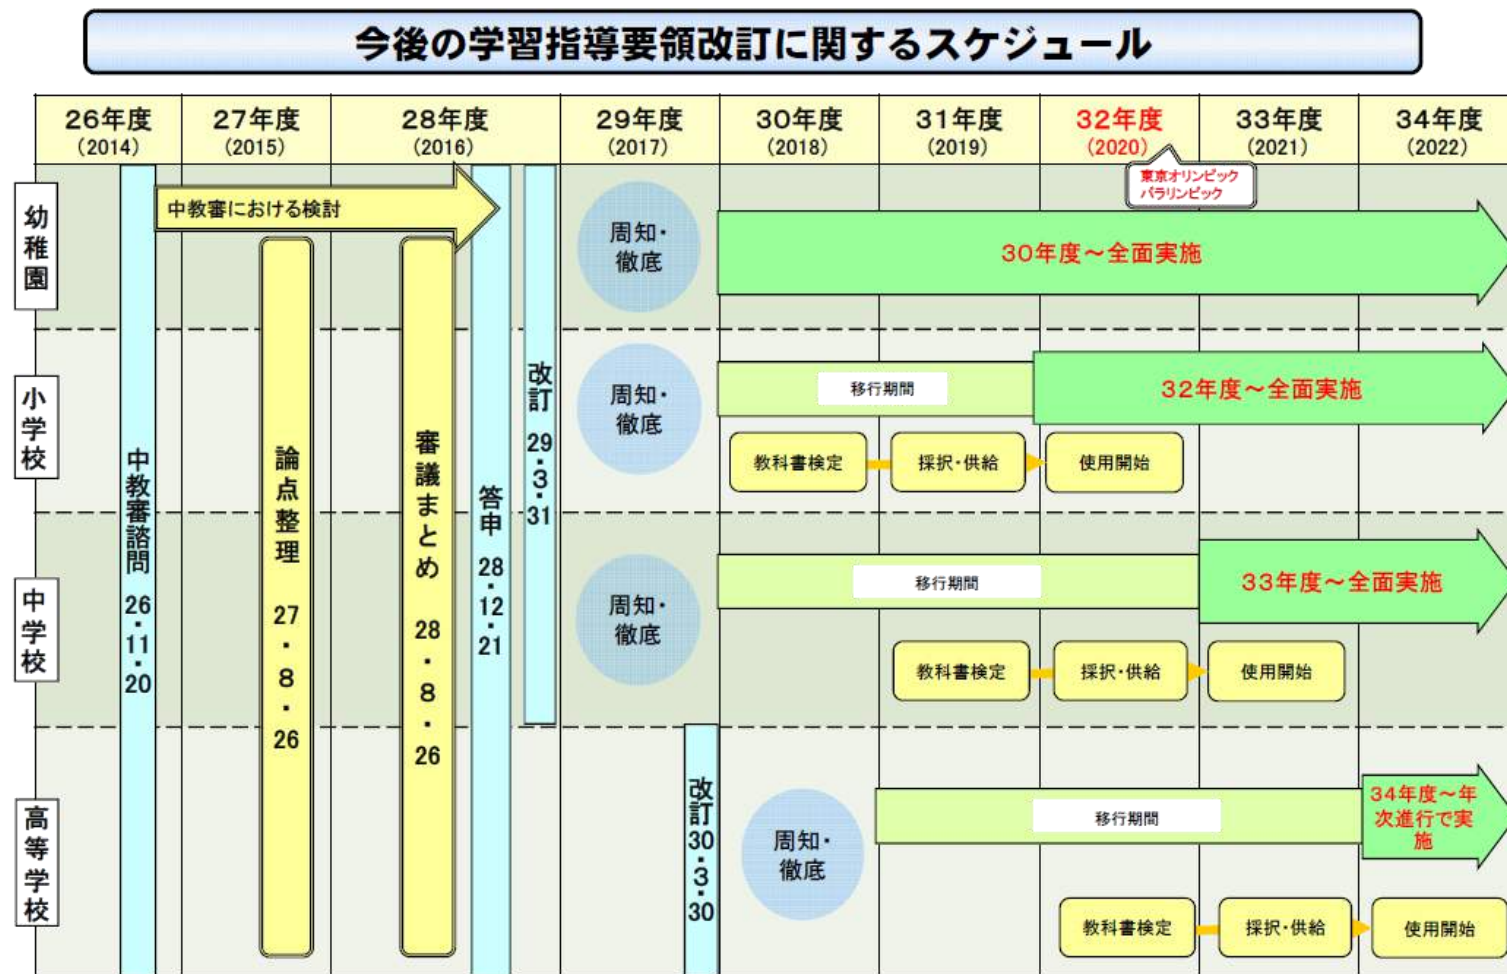 今後の学習指導要領改訂に関するスケジュール
26年度
(2014)
27年度
(2015)
28年度
(2016)
29年度
(2017)
30年度
(2018)
31年度
(2019)
32年度
(2020)
33年度
(2021)
34年度
(2022)
東京オリンピック
パラリンピック
幼稚園
中教審における検討
周知・
徹底
30年度～全面実施
小学校
周知・
徹底
移行期間
32年度～全面実施
教科書検定
採択・供給
使用開始
中教審諮問 26・11・20
論点整理 27・8・26
審議まとめ 28・8・26
答申 28・12・21
改訂 29・3・31
中学校
周知・
徹底
移行期間
33年度～全面実施
教科書検定
採択・供給
使用開始
高等学校
改訂 30・3・30
周知・
徹底
移行期間
34年度～年
次進行で実
施
教科書検定
採択・供給
使用開始